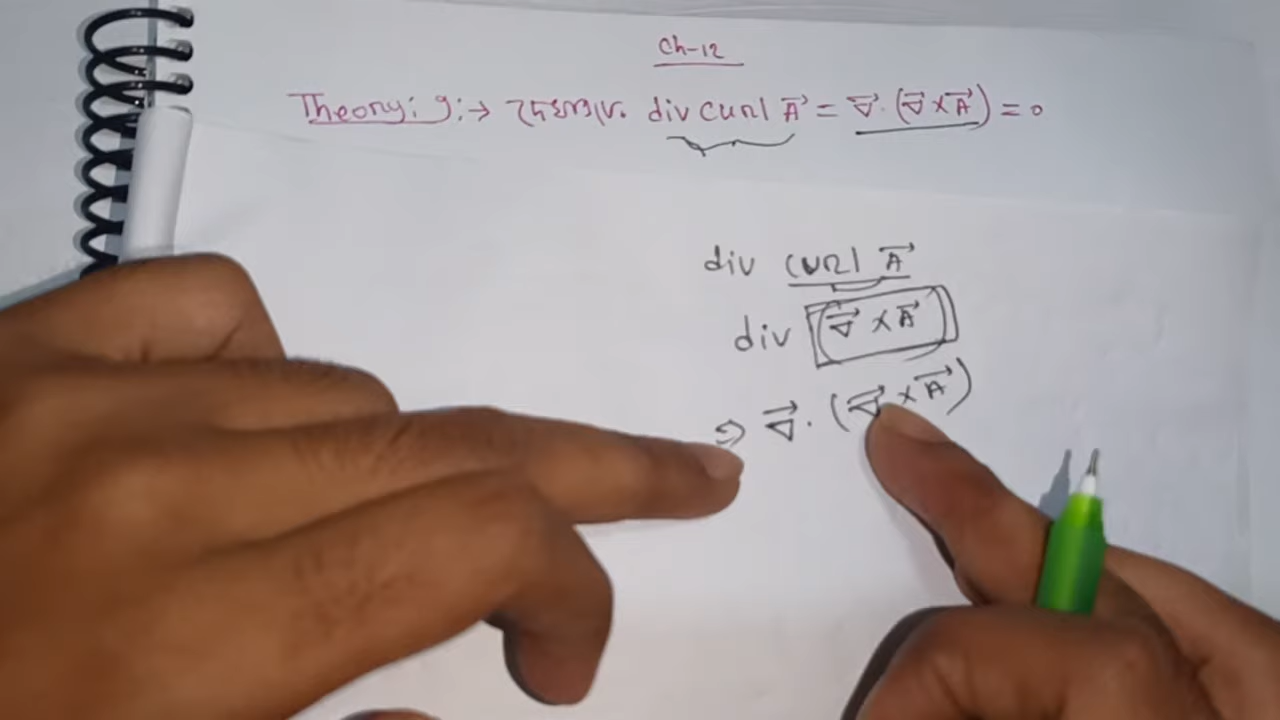 Ch-12
Theory: 9:→ দেখাও, div curl A⃗ = ∇⃗. (∇⃗ × A⃗) = 0
div curl A⃗
div (∇⃗ × A⃗)
⇒ ∇⃗. (∇⃗ × A⃗)